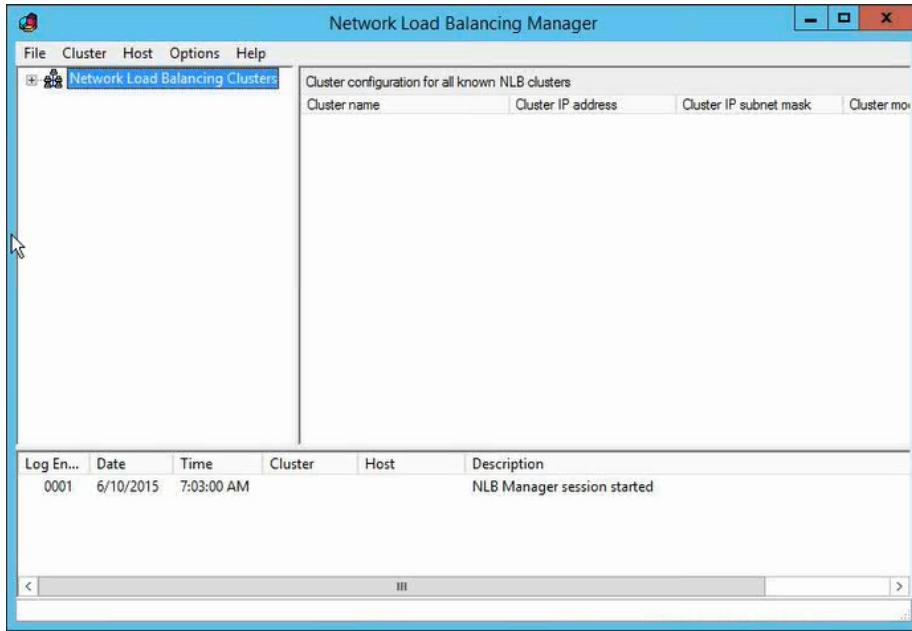 Network Load Balancing Manager
File Cluster Host Options Help
Network Load Balancing Clusters
Cluster configuration for all known NLB clusters
Cluster name Cluster IP address Cluster IP subnet mask Cluster mo
Log En... Date Time Cluster Host Description
0001 6/10/2015 7:03:00 AM NLB Manager session started